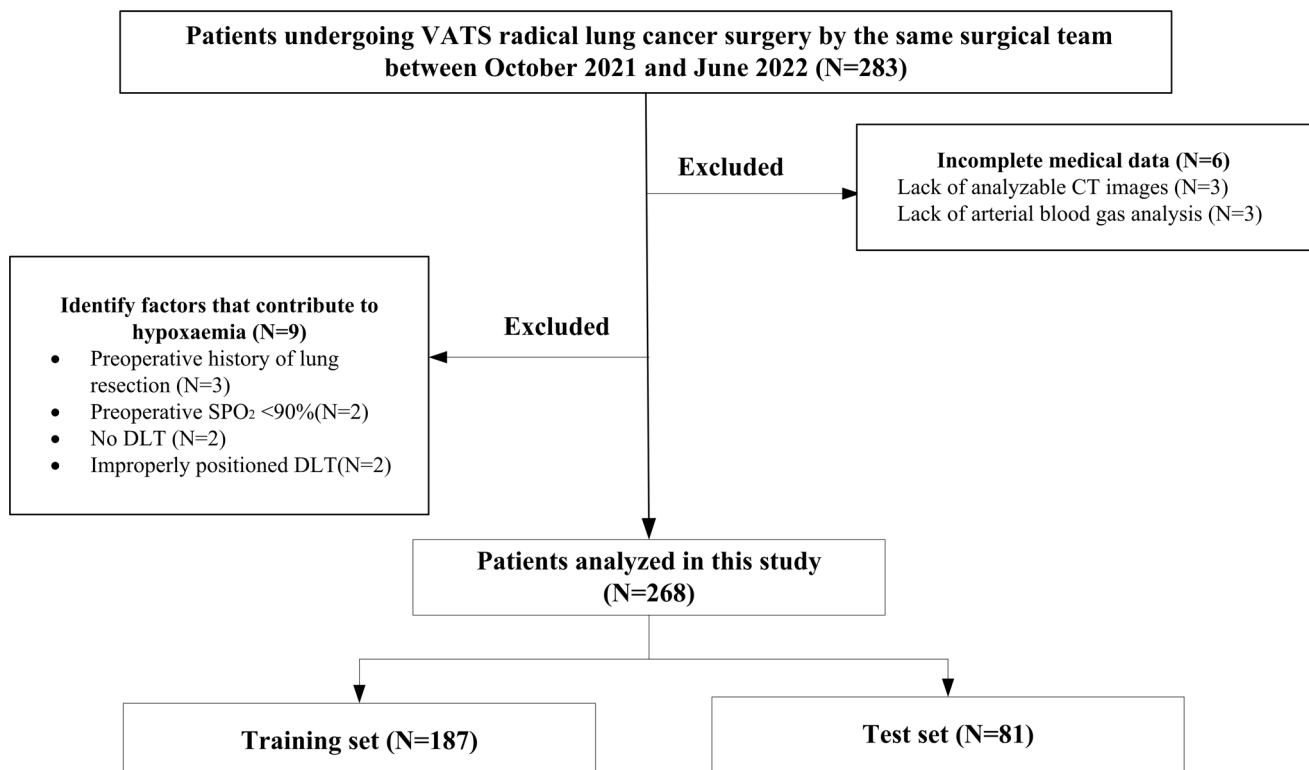 Patients undergoing VATS radical lung cancer surgery by the same surgical team
between October 2021 and June 2022 (N=283)
Excluded
Incomplete medical data (N=6)
Lack of analyzable CT images (N=3)
Lack of arterial blood gas analysis (N=3)
Identify factors that contribute to
hypoxaemia (N=9)
• Preoperative history of lung
resection (N=3)
• Preoperative SPO₂ <90%(N=2)
• No DLT (N=2)
• Improperly positioned DLT(N=2)
Excluded
Patients analyzed in this study
(N=268)
Training set (N=187)
Test set (N=81)